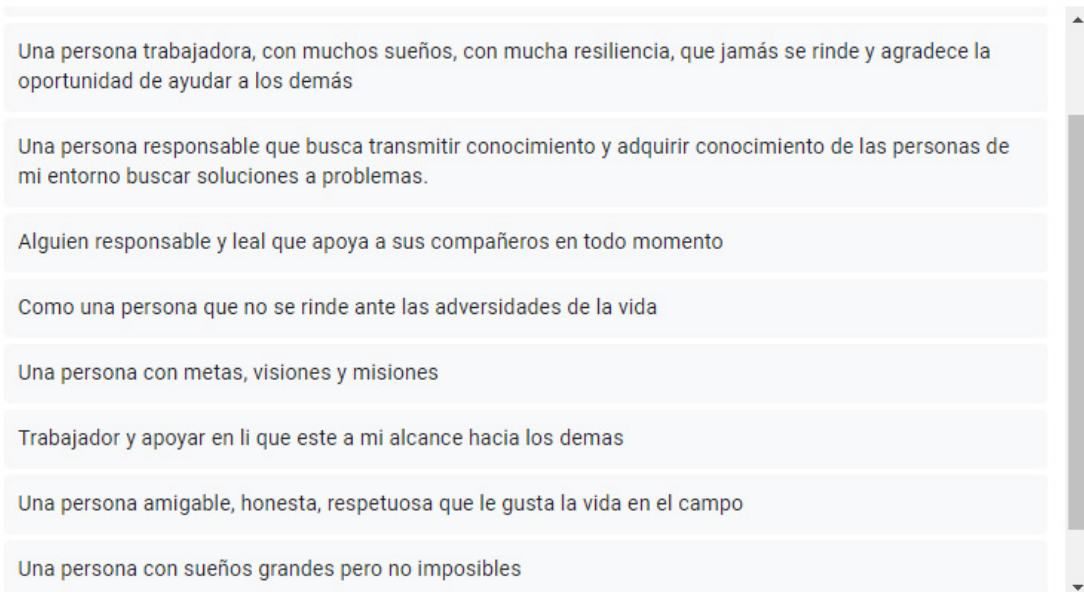 Una persona trabajadora, con muchos sueños, con mucha resiliencia, que jamás se rinde y agradece la
oportunidad de ayudar a los demás
Una persona responsable que busca transmitir conocimiento y adquirir conocimiento de las personas de
mi entorno buscar soluciones a problemas.
Alguien responsable y leal que apoya a sus compañeros en todo momento
Como una persona que no se rinde ante las adversidades de la vida
Una persona con metas, visiones y misiones
Trabajador y apoyar en li que este a mi alcance hacia los demas
Una persona amigable, honesta, respetuosa que le gusta la vida en el campo
Una persona con sueños grandes pero no imposibles